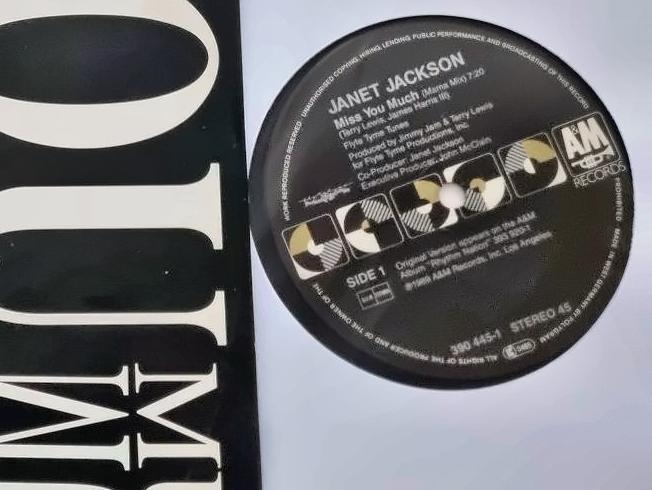 OU
M
UNAUTHORISED COPYING, HIRING, LENDING, PUBLIC PERFORMANCE AND BROADCASTING OF THIS RECORD
PROHIBITED MADE IN WEST GERMANY BY POLYGRAM
ALL RIGHTS OF THE PRODUCER AND OF THE OWNER OF THE
WORK REPRODUCED RESERVED
JANET JACKSON
Miss You Much (Mama Mix) 7:20
(Terry Lewis, James Harris III)
Flyte Tyme Tunes
Produced by Jimmy Jam & Terry Lewis
for Flyte Tyme Productions, Inc.
Co-Producer: Janet Jackson
Executive Producer: John McClain
A&M
RECORDS
SIDE 1
Original Version appears on the A&M
Album "Rhythm Nation" 393 920-1
℗1989 A&M Records, Inc. Los Angeles
390 445-1 STEREO 45